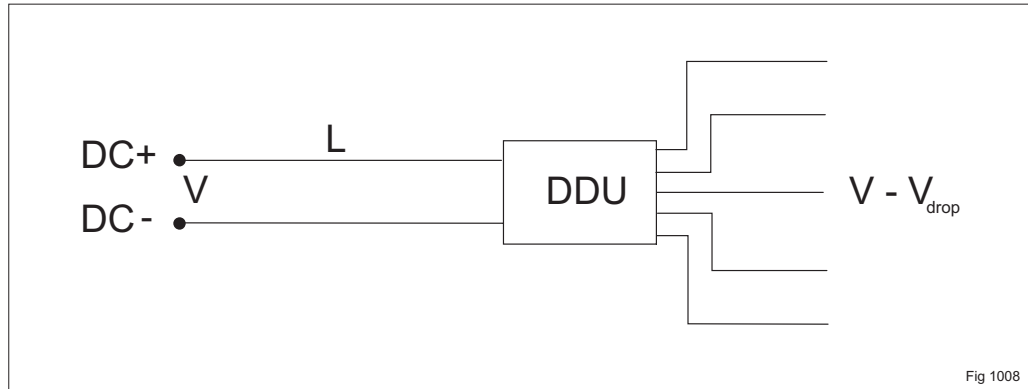 L
DC+
V
DC -
DDU
V - Vdrop
Fig 1008